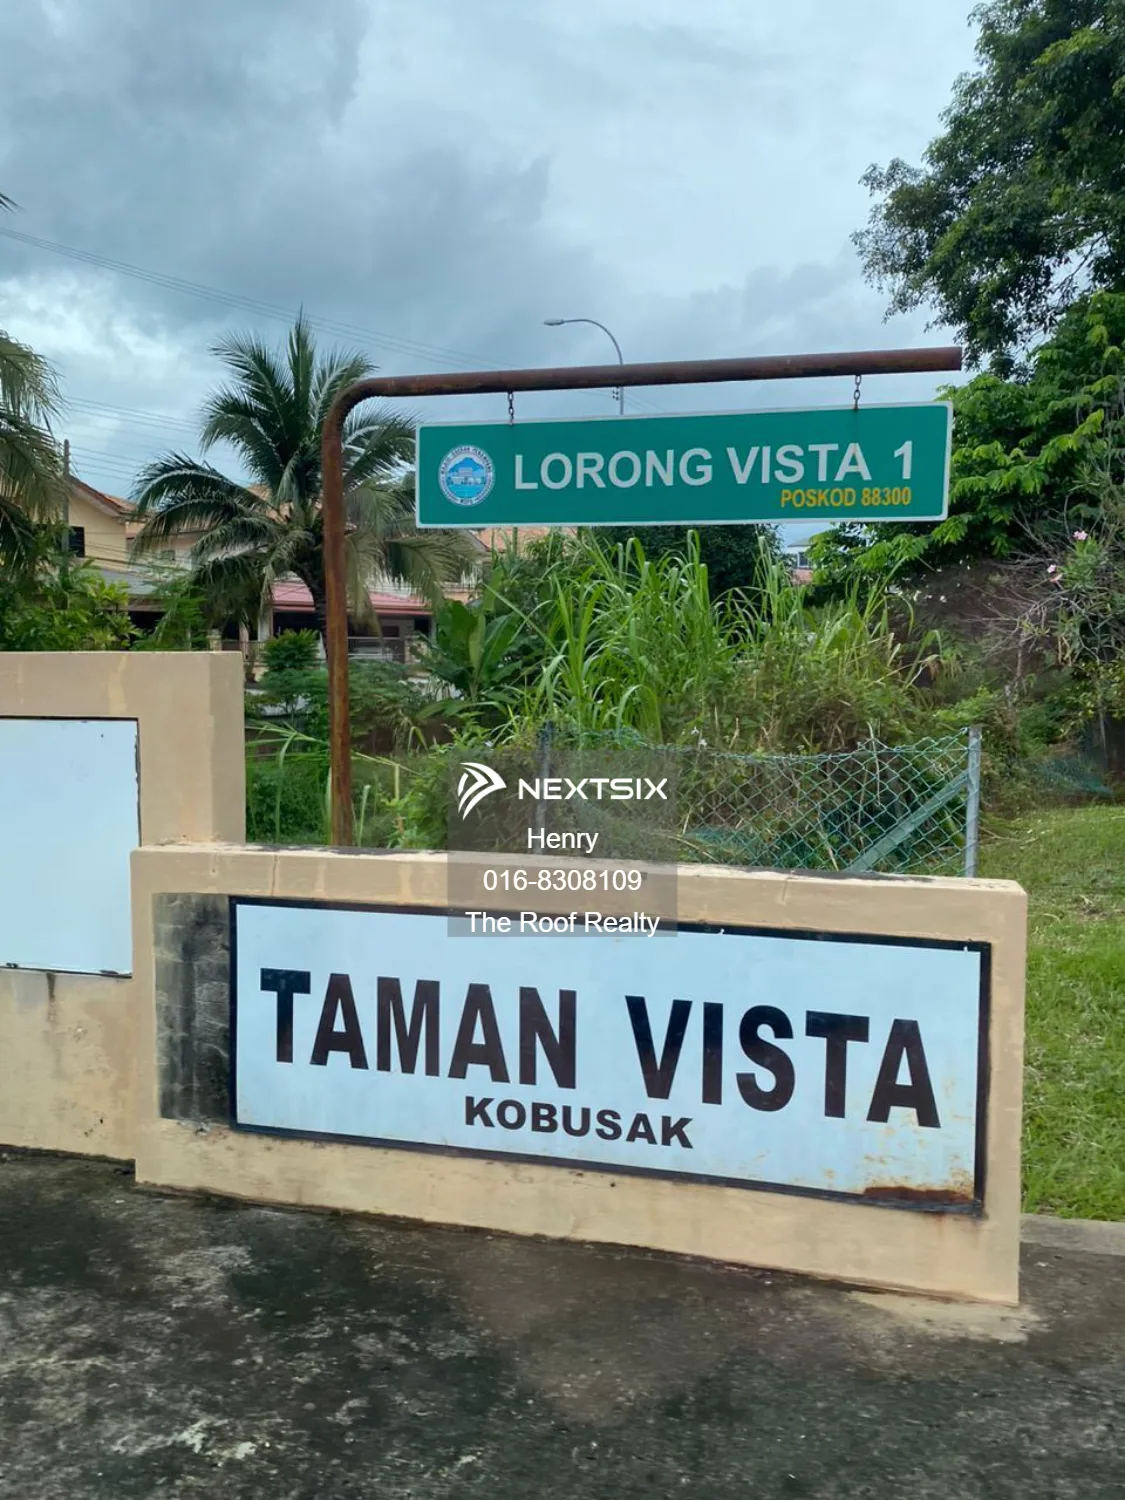 LORONG VISTA 1
POSKOD 88300
NEXTSIX
Henry
016-8308109
The Roof Realty
TAMAN VISTA
KOBUSAK